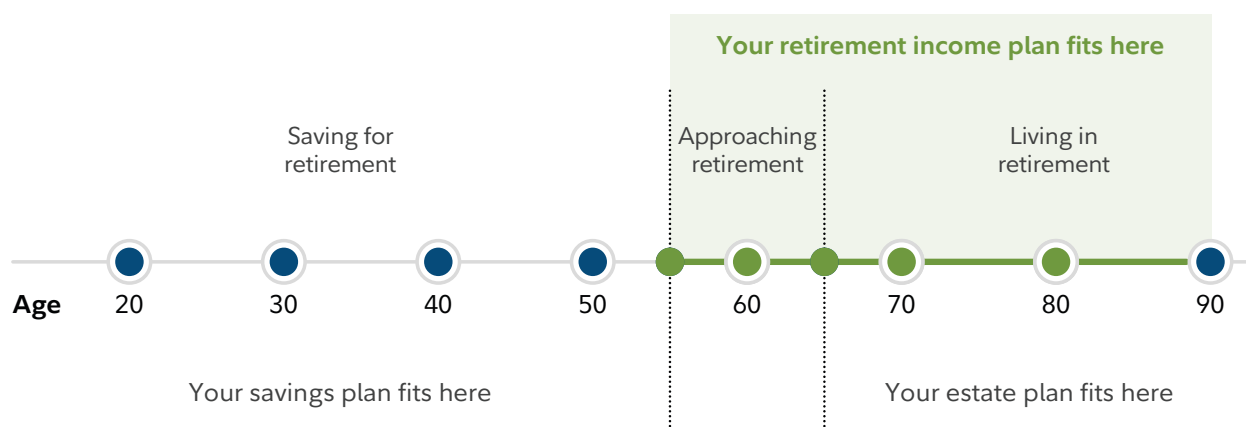 Your retirement income plan fits here
Saving for
retirement
Approaching
retirement
Living in
retirement
Age 20 30 40 50 60 70 80 90
Your savings plan fits here
Your estate plan fits here